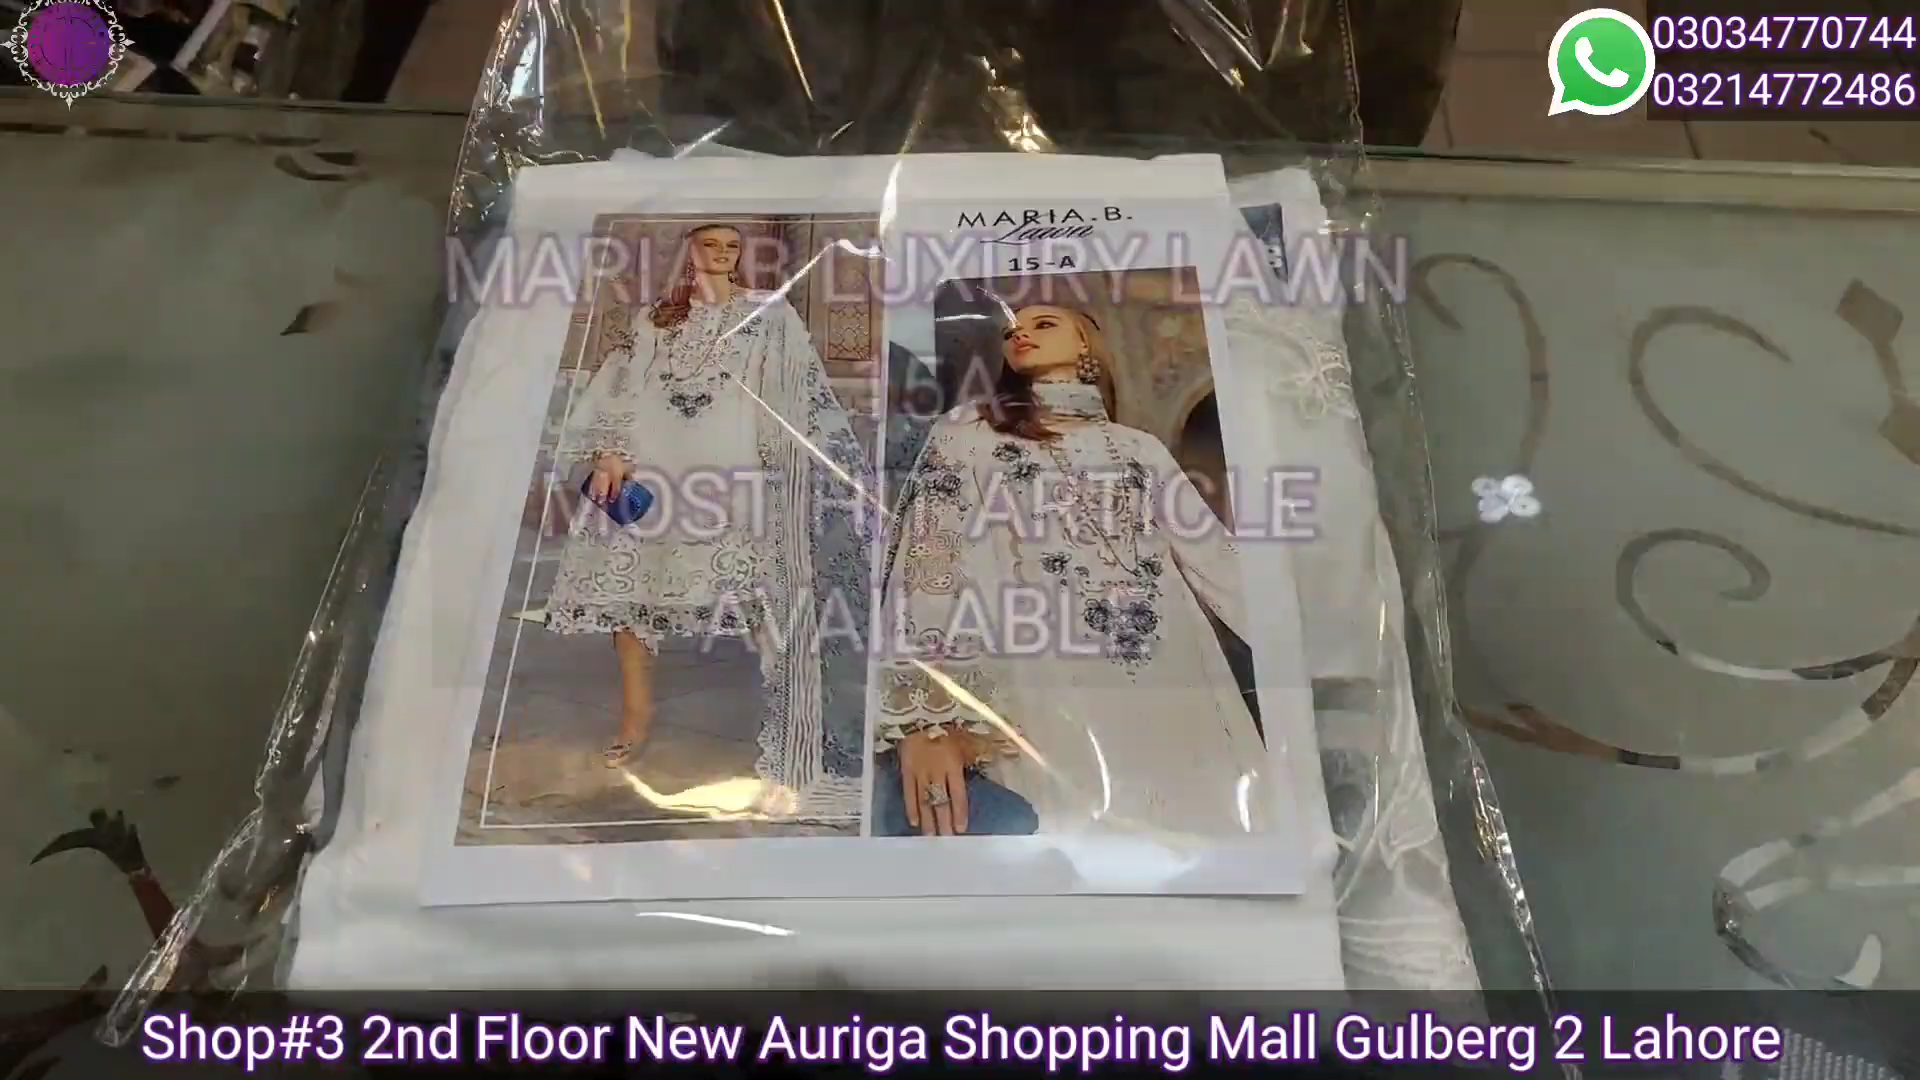 03034770744
03214772486
MARIA.B.
Lawn
15-A
MARIA B LUXURY LAWN
15A
MOST HIT ARTICLE
AVAILABLE
Shop#3 2nd Floor New Auriga Shopping Mall Gulberg 2 Lahore